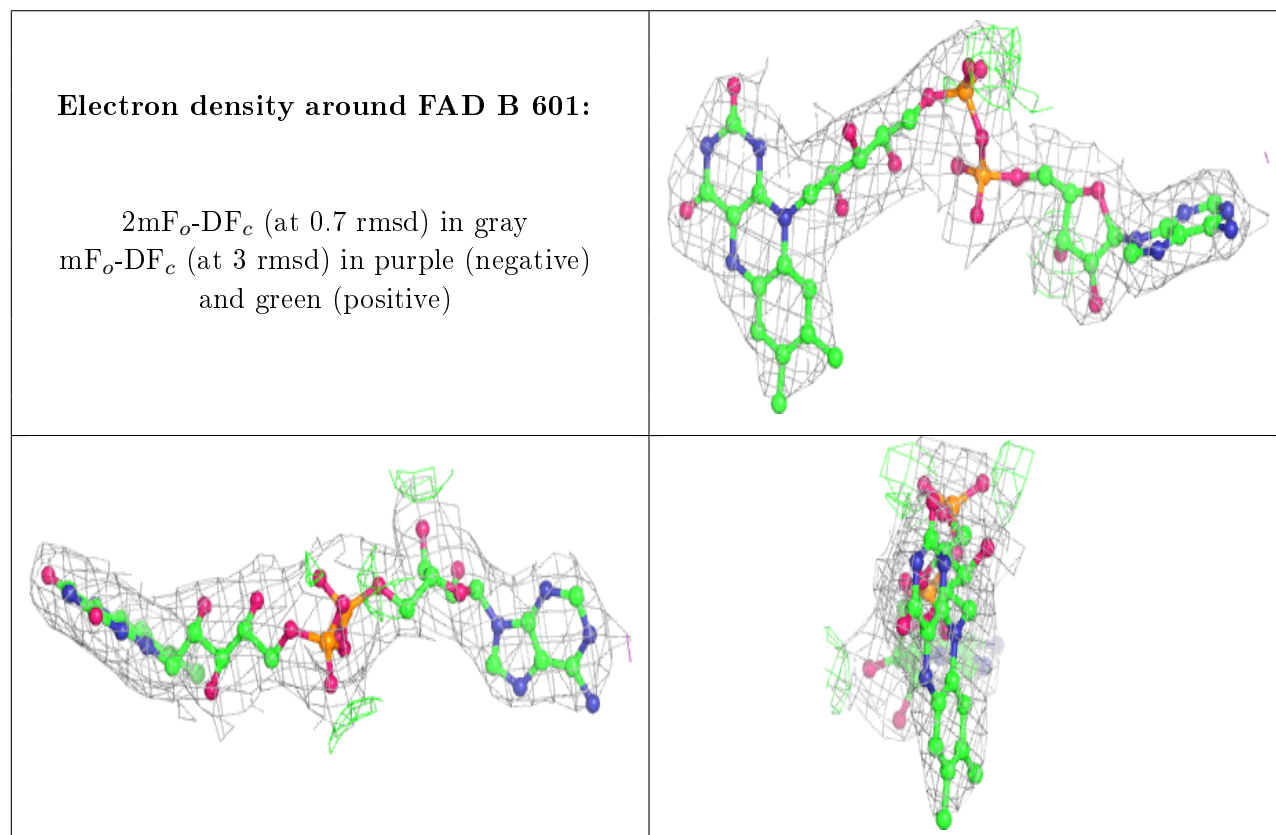 Electron density around FAD B 601:
2mFo-DFc (at 0.7 rmsd) in gray
mFo-DFc (at 3 rmsd) in purple (negative)
and green (positive)